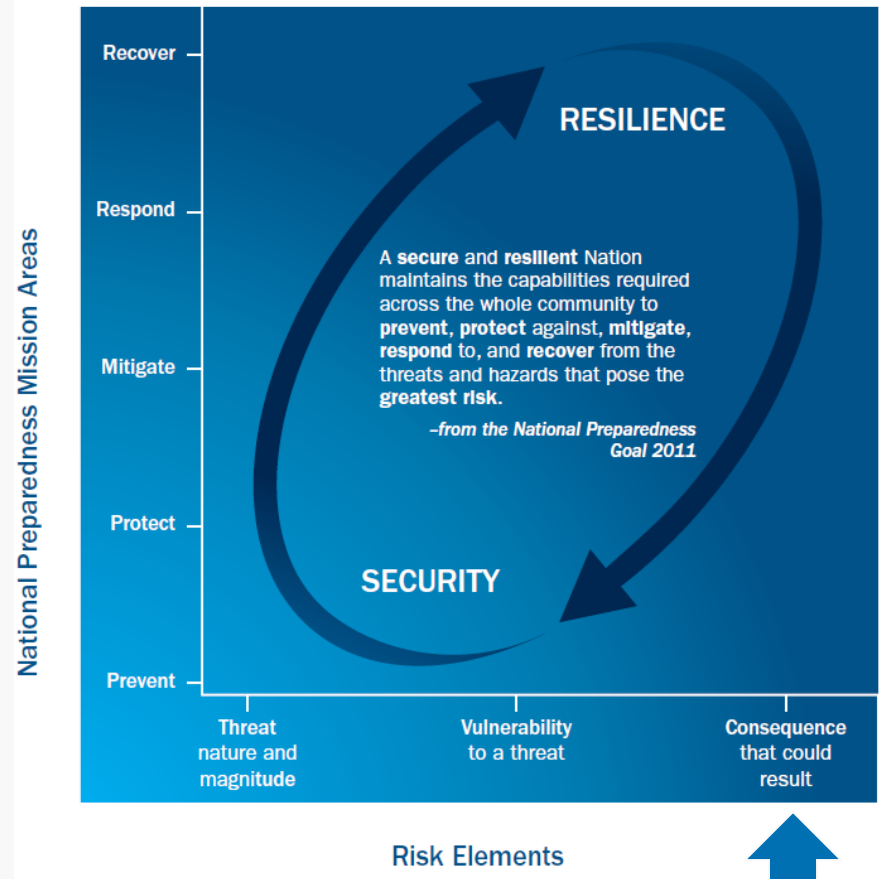 National Preparedness Mission Areas
Recover
Respond
Mitigate
Protect
Prevent
RESILIENCE
A secure and resilient Nation
maintains the capabilities required
across the whole community to
prevent, protect against, mitigate,
respond to, and recover from the
threats and hazards that pose the
greatest risk.
–from the National Preparedness
Goal 2011
SECURITY
Threat
nature and
magnitude
Vulnerability
to a threat
Consequence
that could
result
Risk Elements